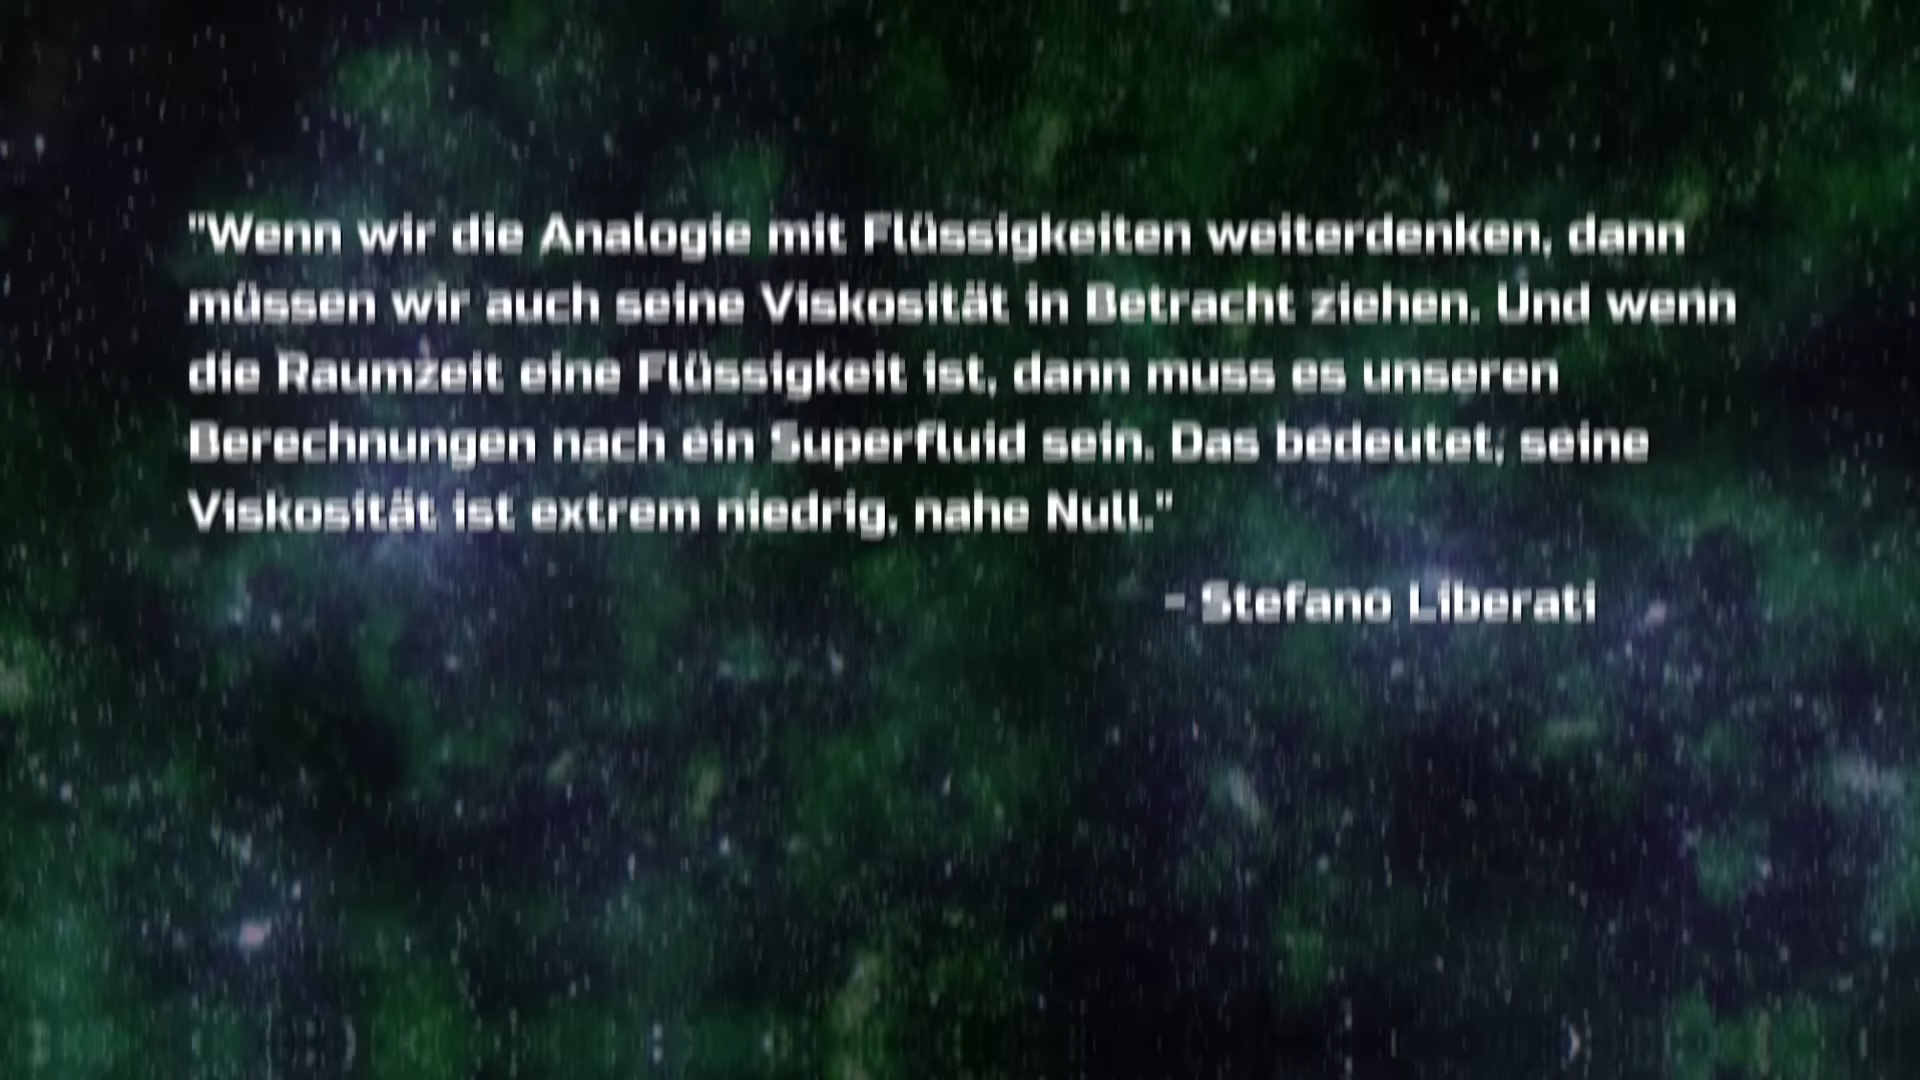 "Wenn wir die Analogie mit Flüssigkeiten weiterdenken, dann
müssen wir auch seine Viskosität in Betracht ziehen. Und wenn
die Raumzeit eine Flüssigkeit ist, dann muss es unseren
Berechnungen nach ein Superfluid sein. Das bedeutet, seine
Viskosität ist extrem niedrig, nahe Null."
- Stefano Liberati